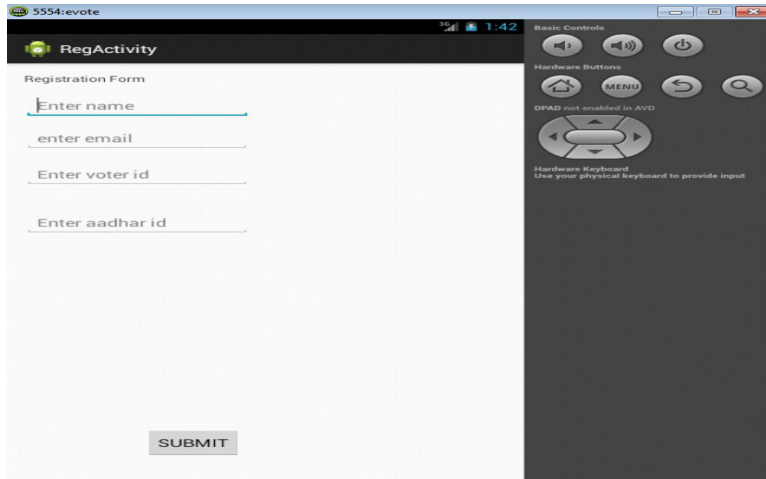 5554:evote
3G 1:42
RegActivity
Registration Form
Enter name
enter email
Enter voter id
Enter aadhar id
SUBMIT
Basic Controls
Hardware Buttons
MENU
DPAD not enabled in AVD
Hardware Keyboard
Use your physical keyboard to provide input